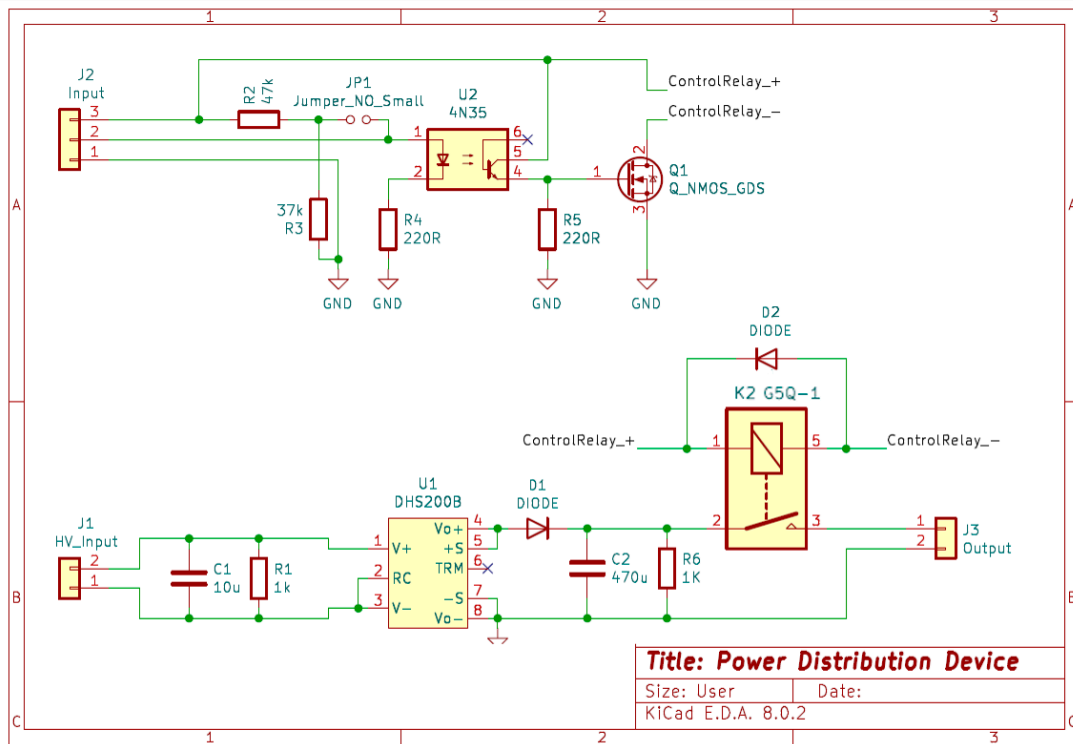 1
2
3
J2
Input
3
2
1
R2
47k
JP1
Jumper_NO_Small
U2
4N35
1
2
6
5
4
ControlRelay_+
ControlRelay_-
1
2
3
Q1
Q_NMOS_GDS
A
A
37k
R3
R4
220R
R5
220R
GND
GND
GND
GND
D2
DIODE
K2 G5Q-1
ControlRelay_+
1
5
ControlRelay_-
2
3
J1
HV_Input
2
1
C1
10u
R1
1k
U1
DHS200B
1
2
3
V+
RC
V-
Vo+
+S
TRM
-S
Vo-
4
5
6
7
8
D1
DIODE
C2
470u
R6
1K
1
2
J3
Output
B
B
Title: Power Distribution Device
Size: User
Date:
KiCad E.D.A. 8.0.2
C
C
1
2
3